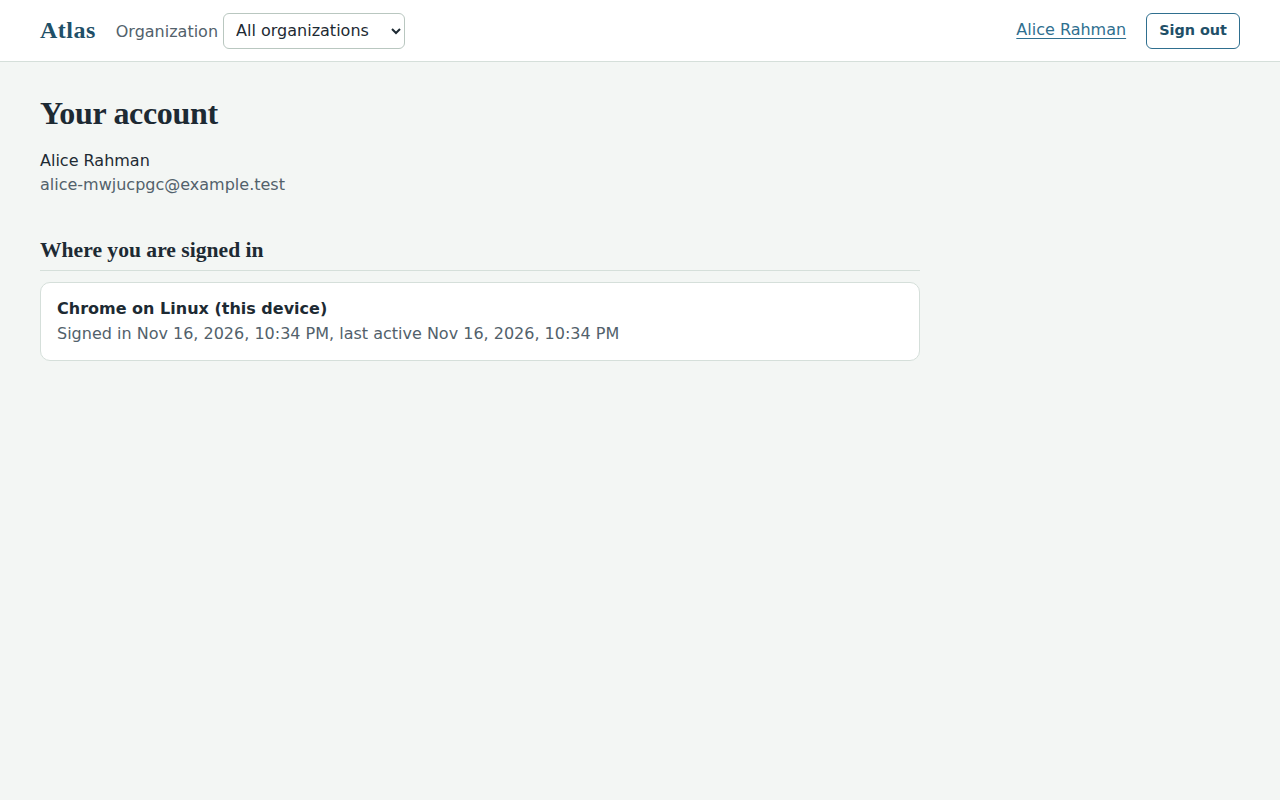 Atlas Organization All organizations Alice Rahman Sign out
Your account
Alice Rahman
alice-mwjucpgc@example.test
Where you are signed in
Chrome on Linux (this device)
Signed in Nov 16, 2026, 10:34 PM, last active Nov 16, 2026, 10:34 PM